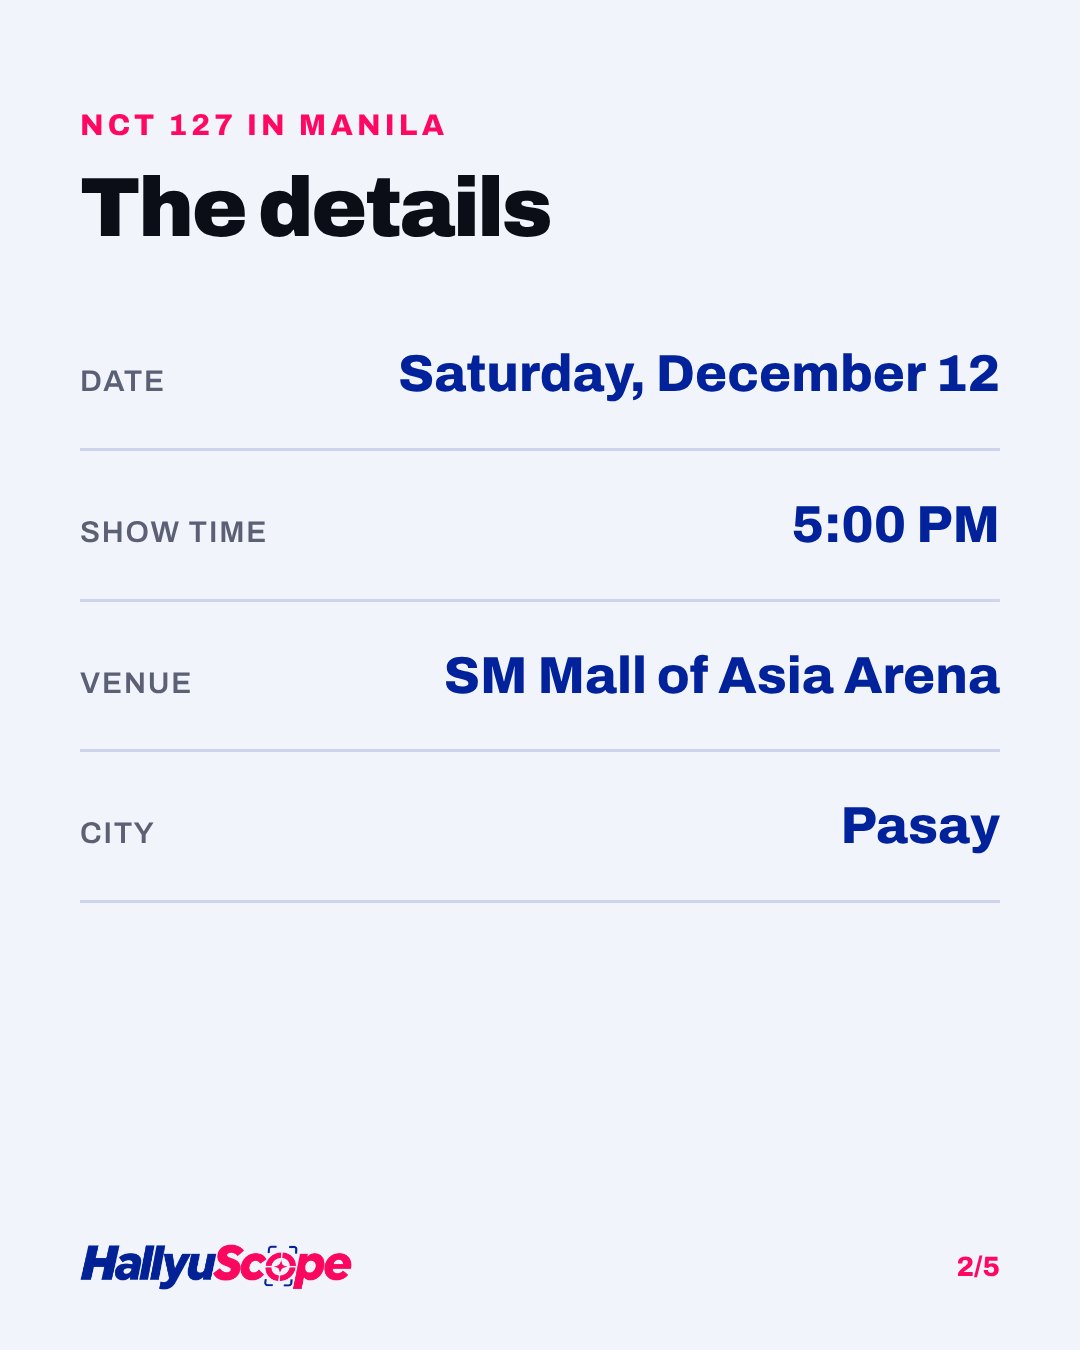 NCT 127 IN MANILA
The details
DATE Saturday, December 12
SHOW TIME 5:00 PM
VENUE SM Mall of Asia Arena
CITY Pasay
HallyuScope 2/5